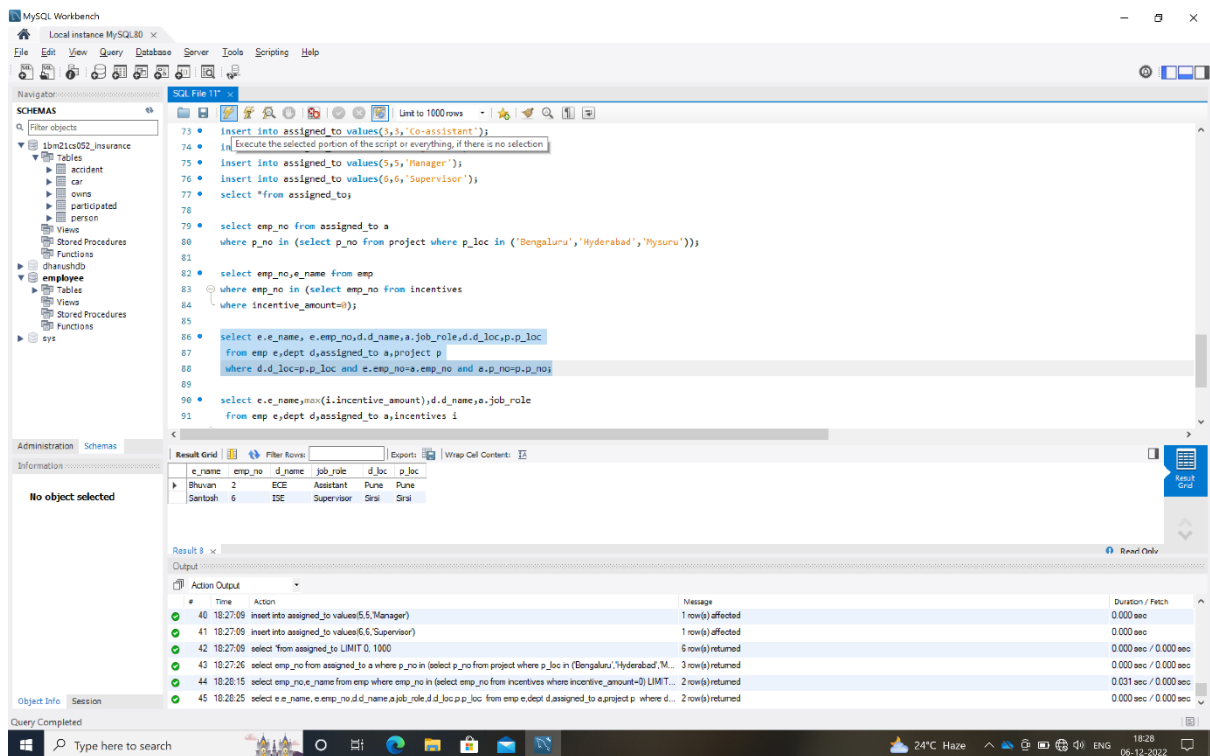 MySQL Workbench
Local instance MySQL80 ×
File Edit View Query Database Server Tools Scripting Help
Navigator
SQL File 11* ×
SCHEMAS
Limit to 1000 rows
Filter objects
73 insert into assigned_to values(3,3,'Co-assistant');
1bm21cs052_insurance
74 in
Execute the selected portion of the script or everything, if there is no selection
Tables
75 insert into assigned_to values(5,5,'Manager');
accident
car
76 insert into assigned_to values(6,6,'Supervisor');
owns
77 select *from assigned_to;
participated
78
person
Views
79 select emp_no from assigned_to a
Stored Procedures
80 where p_no in (select p_no from project where p_loc in ('Bengaluru','Hyderabad','Mysuru'));
Functions
81
dhanushdb
82 select emp_no,e_name from emp
employee
Tables
83 where emp_no in (select emp_no from incentives
Views
84 where incentive_amount=0);
Stored Procedures
85
Functions
sys
86 select e.e_name, e.emp_no,d.d_name,a.job_role,d.d_loc,p.p_loc
87 from emp e,dept d,assigned_to a,project p
88 where d.d_loc=p.p_loc and e.emp_no=a.emp_no and a.p_no=p.p_no;
89
90 select e.e_name,max(i.incentive_amount),d.d_name,a.job_role
91 from emp e,dept d,assigned_to a,incentives i
Administration Schemas
Result Grid Filter Rows: Export: Wrap Cell Content:
Information
e_name emp_no d_name job_role d_loc p_loc
Bhuvan 2 ECE Assistant Pune Pune
Santosh 6 ISE Supervisor Sirsi Sirsi
No object selected
Result Grid
Result 8 ×
Read Only
Output
Action Output
# Time Action Message Duration / Fetch
40 18:27:09 insert into assigned_to values(5,5,'Manager') 1 row(s) affected 0.000 sec
41 18:27:09 insert into assigned_to values(6,6,'Supervisor') 1 row(s) affected 0.000 sec
42 18:27:09 select *from assigned_to LIMIT 0, 1000 6 row(s) returned 0.000 sec / 0.000 sec
43 18:27:26 select emp_no from assigned_to a where p_no in (select p_no from project where p_loc in ('Bengaluru','Hyderabad','M... 3 row(s) returned 0.000 sec / 0.000 sec
44 18:28:15 select emp_no,e_name from emp where emp_no in (select emp_no from incentives where incentive_amount=0) LIMIT... 2 row(s) returned 0.031 sec / 0.000 sec
45 18:28:25 select e.e_name, e.emp_no,d.d_name,a.job_role,d.d_loc,p.p_loc from emp e,dept d,assigned_to a,project p where d... 2 row(s) returned 0.000 sec / 0.000 sec
Object Info Session
Query Completed
Type here to search
24°C Haze
ENG
18:28
06-12-2022